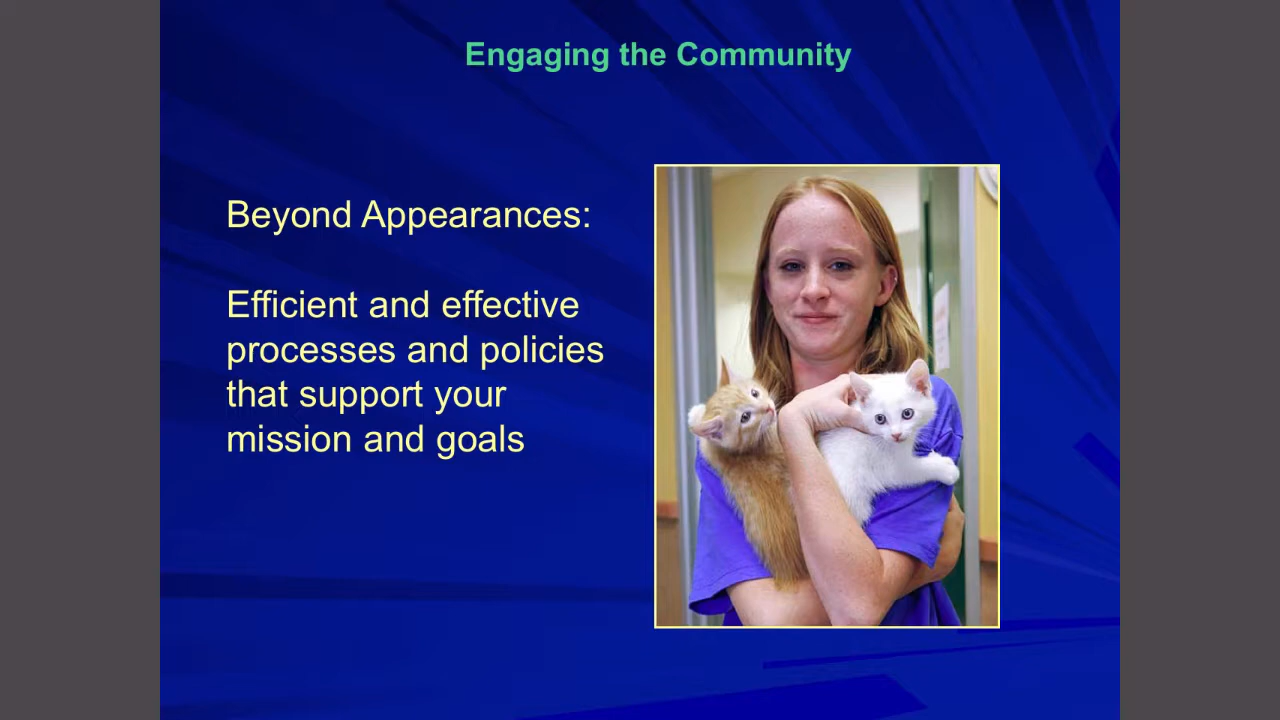 Engaging the Community
Beyond Appearances:
Efficient and effective
processes and policies
that support your
mission and goals